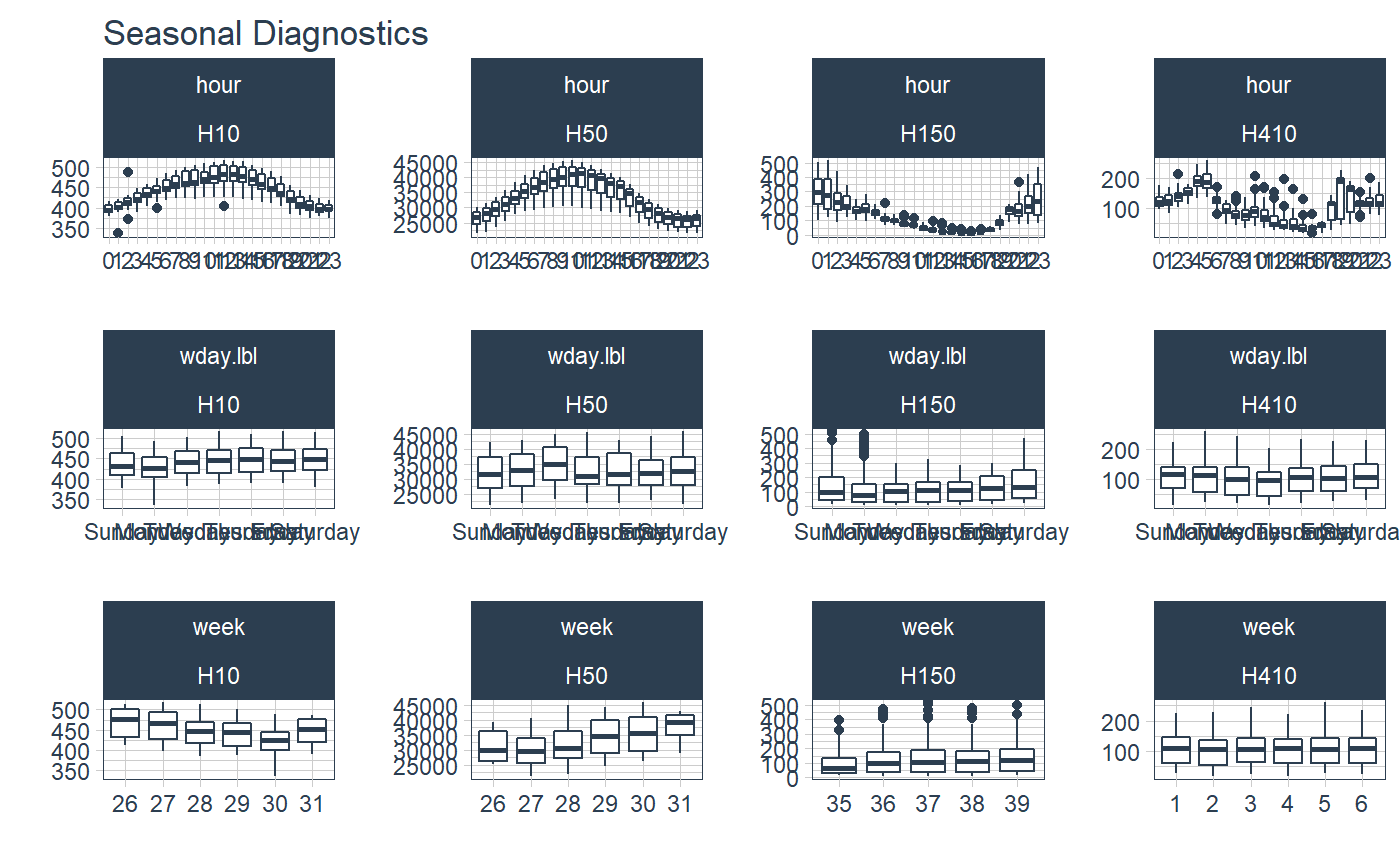 Seasonal Diagnostics
hour hour hour hour
H10 H50 H150 H410
500 45000 500 200
450 40000 400 100
400 35000 300
350 30000 200
25000 100
0
wday.lbl wday.lbl wday.lbl wday.lbl
H10 H50 H150 H410
500 45000 500 200
450 40000 400 100
400 35000 300
350 30000 200
25000 100
0
week week week week
H10 H50 H150 H410
500 45000 500 200
450 40000 400 100
400 35000 300
350 30000 200
25000 100
0
26 27 28 29 30 31 26 27 28 29 30 31 35 36 37 38 39 1 2 3 4 5 6